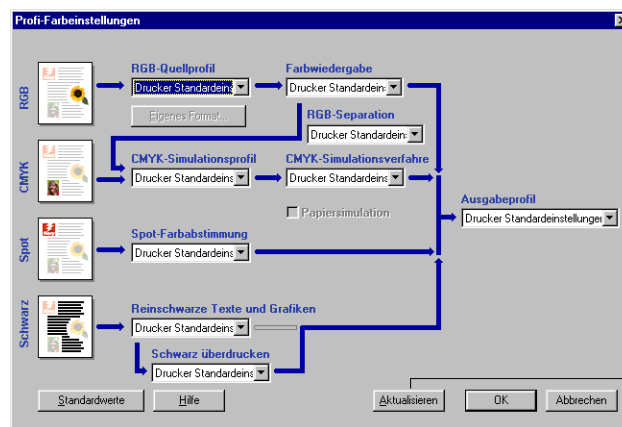 Profi-Farbeinstellungen
RGB
RGB-Quellprofil
Drucker Standardeins
Farbwiedergabe
Drucker Standardein:
Eigenes Format...
RGB-Separation
Drucker Standardein:
CMYK
CMYK-Simulationsprofil
Drucker Standardeins
CMYK-Simulationsverfahre
Drucker Standardeins
Papiersimulation
Ausgabeprofil
Drucker Standardeinstellunger
Spot
Spot-Farbabstimmung
Drucker Standardeins
Schwarz
Reinschwarze Texte und Grafiken
Drucker Standardeins
Schwarz überdrucken
Drucker Standardeins
Standardwerte
Hilfe
Aktualisieren
OK
Abbrechen